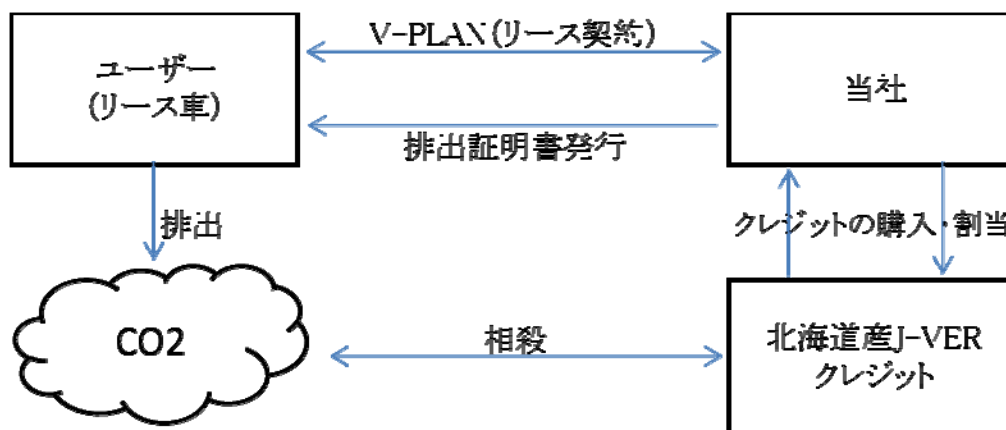 V-PLAN(リース契約)
ユーザー
(リース車)
当社
排出証明書発行
排出
クレジットの購入・割当
CO2
相殺
北海道産J-VER
クレジット